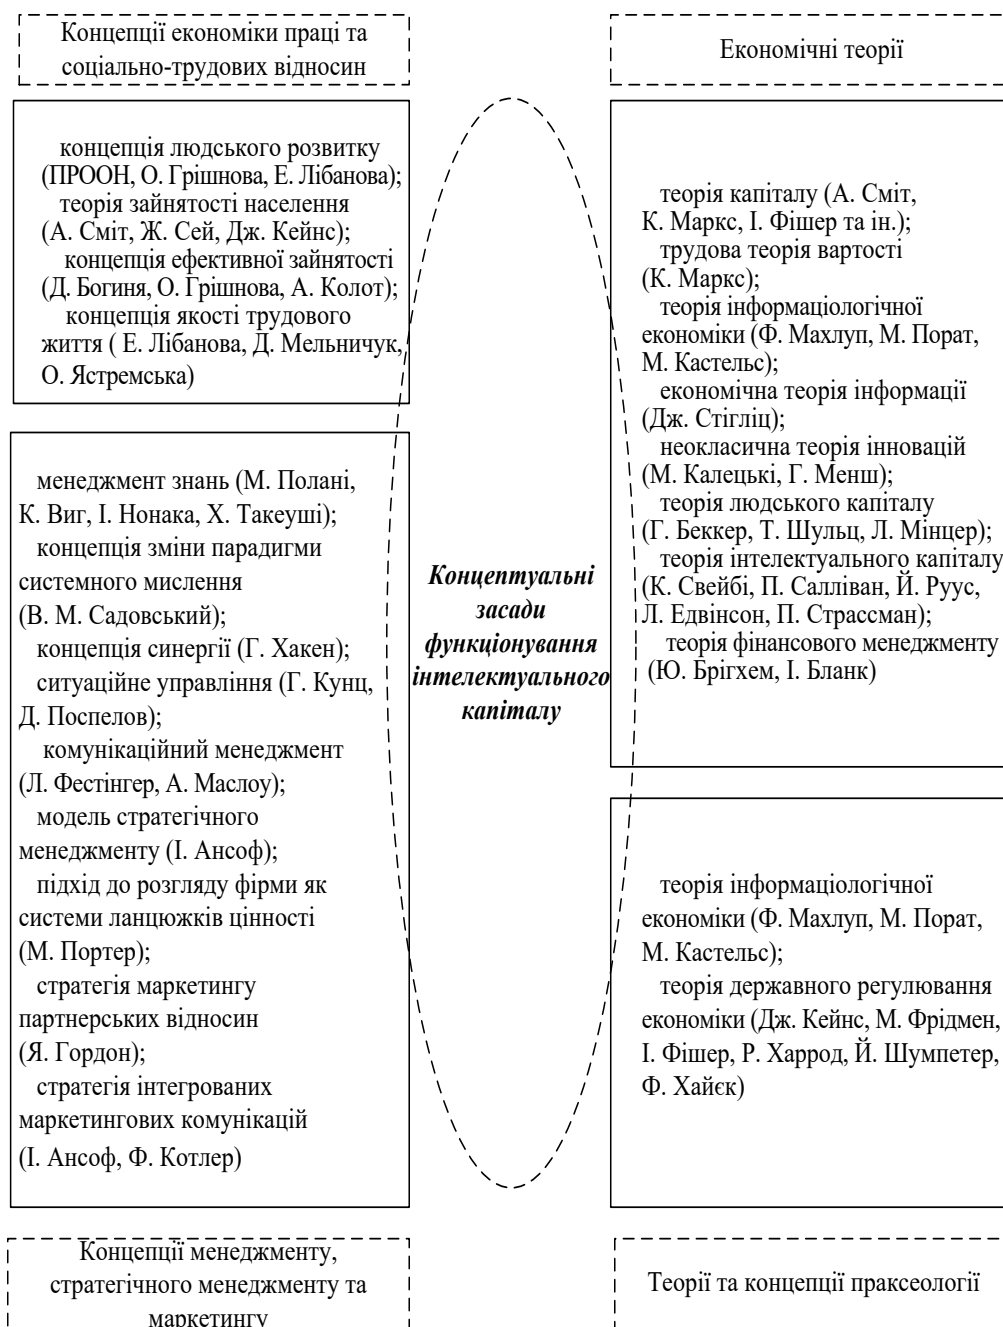 Концепції економіки праці та
соціально-трудових відносин
концепція людського розвитку
(ПРООН, О. Грішнова, Е. Лібанова);
теорія зайнятості населення
(А. Сміт, Ж. Сей, Дж. Кейнс);
концепція ефективної зайнятості
(Д. Богиня, О. Грішнова, А. Колот);
концепція якості трудового
життя ( Е. Лібанова, Д. Мельничук,
О. Ястремська)
менеджмент знань (М. Полані,
К. Виг, І. Нонака, Х. Такеуші);
концепція зміни парадигми
системного мислення
(В. М. Садовський);
концепція синергії (Г. Хакен);
ситуаційне управління (Г. Кунц,
Д. Поспелов);
комунікаційний менеджмент
(Л. Фестінгер, А. Маслоу);
модель стратегічного
менеджменту (І. Ансоф);
підхід до розгляду фірми як
системи ланцюжків цінності
(М. Портер);
стратегія маркетингу
партнерських відносин
(Я. Гордон);
стратегія інтегрованих
маркетингових комунікацій
(І. Ансоф, Ф. Котлер)
Концепції менеджменту,
стратегічного менеджменту та
маркетингу
Концептуальні
засади
функціонування
інтелектуального
капіталу
Економічні теорії
теорія капіталу (А. Сміт,
К. Маркс, І. Фішер та ін.);
трудова теорія вартості
(К. Маркс);
теорія інформаціологічної
економіки (Ф. Махлуп, М. Порат,
М. Кастельс);
економічна теорія інформації
(Дж. Стігліц);
неокласична теорія інновацій
(М. Калецькі, Г. Менш);
теорія людського капіталу
(Г. Беккер, Т. Шульц, Л. Мінцер);
теорія інтелектуального капіталу
(К. Свейбі, П. Салліван, Й. Руус,
Л. Едвінсон, П. Страссман);
теорія фінансового менеджменту
(Ю. Брігхем, І. Бланк)
теорія інформаціологічної
економіки (Ф. Махлуп, М. Порат,
М. Кастельс);
теорія державного регулювання
економіки (Дж. Кейнс, М. Фрідмен,
І. Фішер, Р. Харрод, Й. Шумпетер,
Ф. Хайєк)
Теорії та концепції праксеології